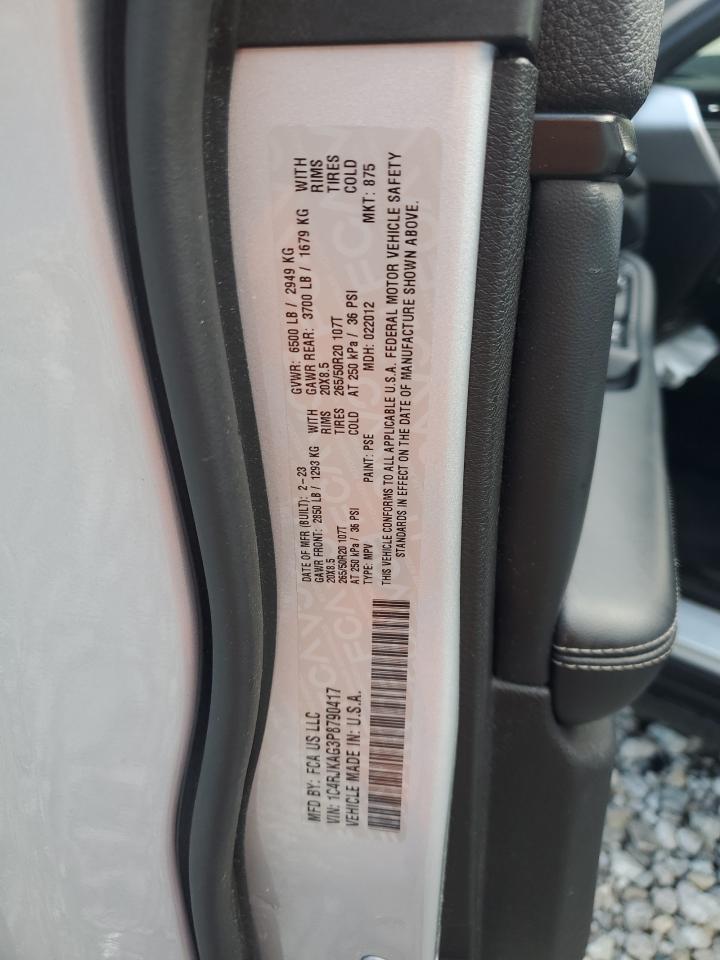 MFD BY: FCA US LLC
DATE OF MFR (BUILT): 2-23
GVWR: 6500 LB / 2949 KG
GAWR FRONT: 2850 LB / 1293 KG WITH
GAWR REAR: 3700 LB / 1679 KG WITH
20X8.5 RIMS
20X8.5 RIMS
265/50R20 107T TIRES
265/50R20 107T TIRES
AT 250 kPa / 36 PSI COLD
AT 250 kPa / 36 PSI COLD
VIN: 1C4RJKAG3P8790417
TYPE: MPV
PAINT: PSE
MDH: 022012
MKT: 875
VEHICLE MADE IN: U.S.A.
THIS VEHICLE CONFORMS TO ALL APPLICABLE U.S.A. FEDERAL MOTOR VEHICLE SAFETY
STANDARDS IN EFFECT ON THE DATE OF MANUFACTURE SHOWN ABOVE.